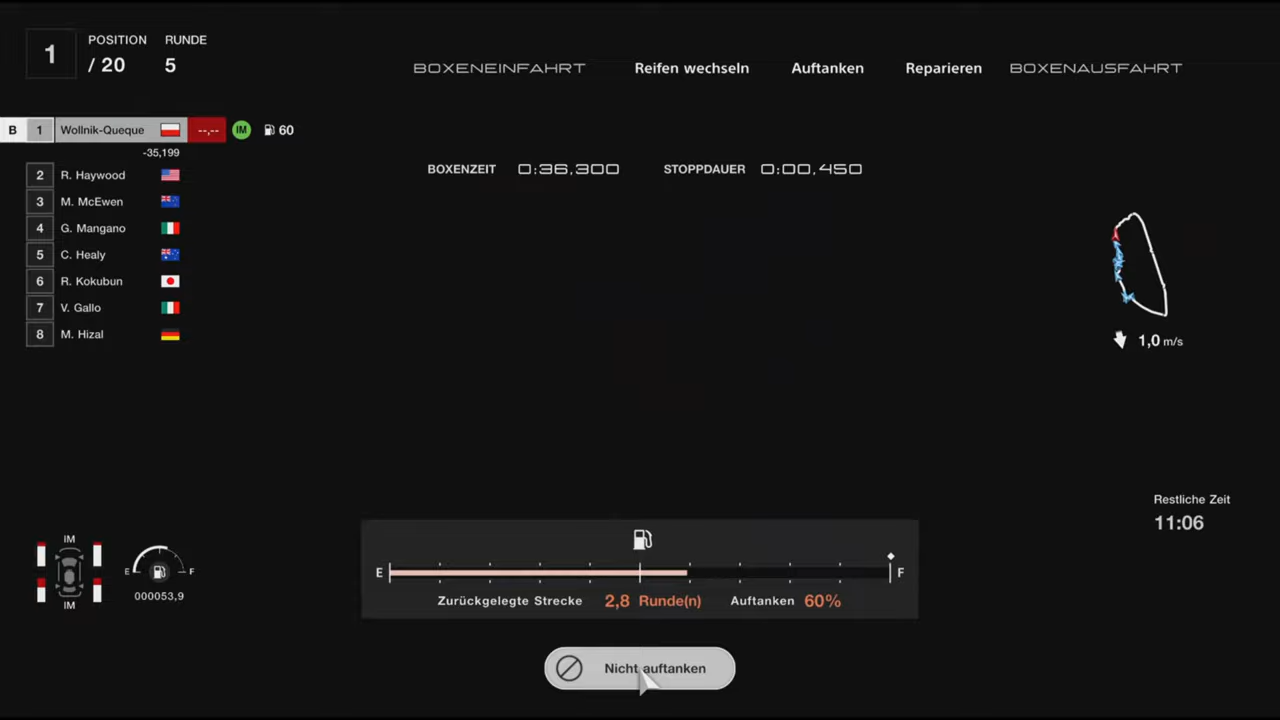 1
POSITION
/ 20
RUNDE
5
BOXENEINFAHRT
Reifen wechseln
Auftanken
Reparieren
BOXENAUSFAHRT
B 1 Wollnik-Queque --,-- IM 60
-35,199
2 R. Haywood
3 M. McEwen
4 G. Mangano
5 C. Healy
6 R. Kokubun
7 V. Gallo
8 M. Hizal
BOXENZEIT 0:36,300
STOPPDAUER 0:00,450
1,0 m/s
Restliche Zeit
11:06
IM
IM
E F
000053,9
E F
Zurückgelegte Strecke 2,8 Runde(n) Auftanken 60%
Nicht auftanken